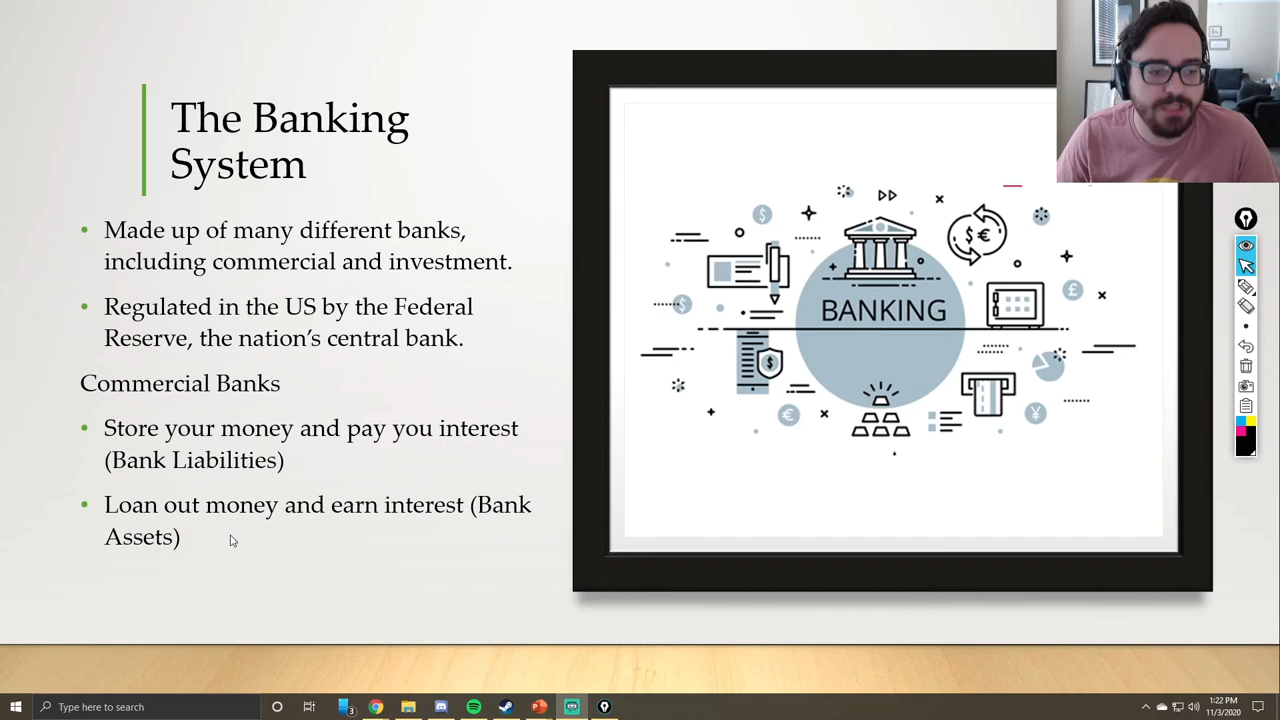 The Banking
System
• Made up of many different banks,
including commercial and investment.
• Regulated in the US by the Federal
Reserve, the nation's central bank.
Commercial Banks
• Store your money and pay you interest
(Bank Liabilities)
• Loan out money and earn interest (Bank
Assets)
$
$ €
BANKING
£
$
$
€
¥
Type here to search
3
1:22 PM
11/3/2020